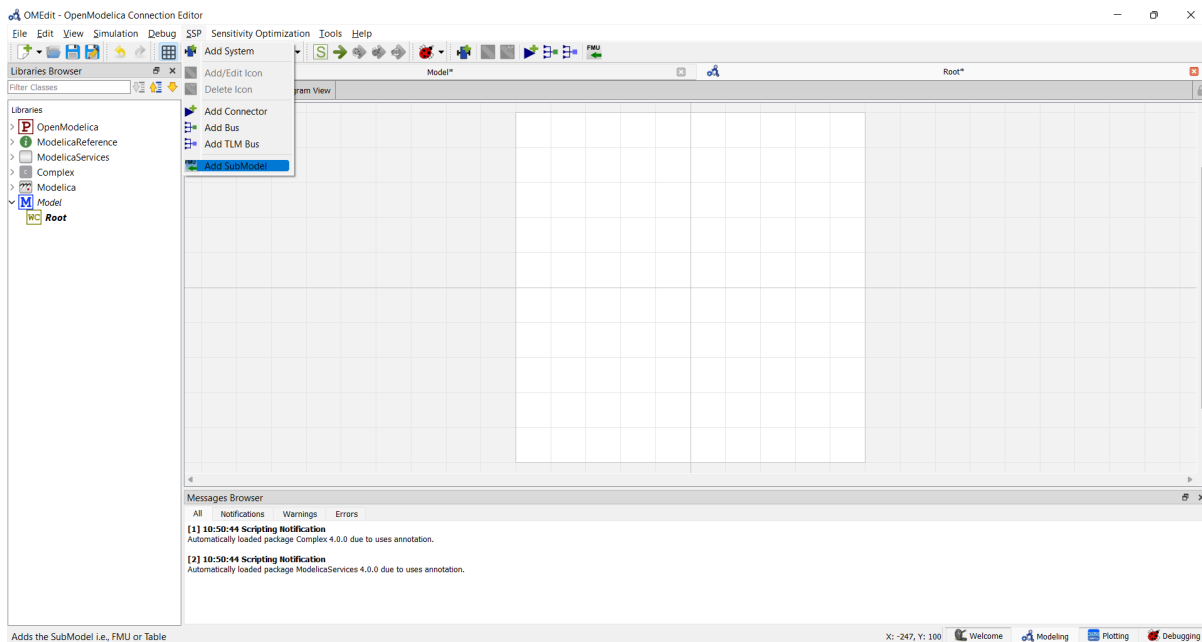 OMEdit - OpenModelica Connection Editor
File Edit View Simulation Debug SSP Sensitivity Optimization Tools Help
S FMU
Libraries Browser
Filter Classes
Libraries
P OpenModelica
i ModelicaReference
ModelicaServices
C Complex
Modelica
M Model
WC Root
Add System
Add/Edit Icon
Delete Icon
Add Connector
Add Bus
Add TLM Bus
FMU Add SubModel
Model* Root*
gram View
Messages Browser
All Notifications Warnings Errors
[1] 10:50:44 Scripting Notification
Automatically loaded package Complex 4.0.0 due to uses annotation.
[2] 10:50:44 Scripting Notification
Automatically loaded package ModelicaServices 4.0.0 due to uses annotation.
Adds the SubModel i.e., FMU or Table X: -247, Y: 100 Welcome Modeling Plotting Debugging